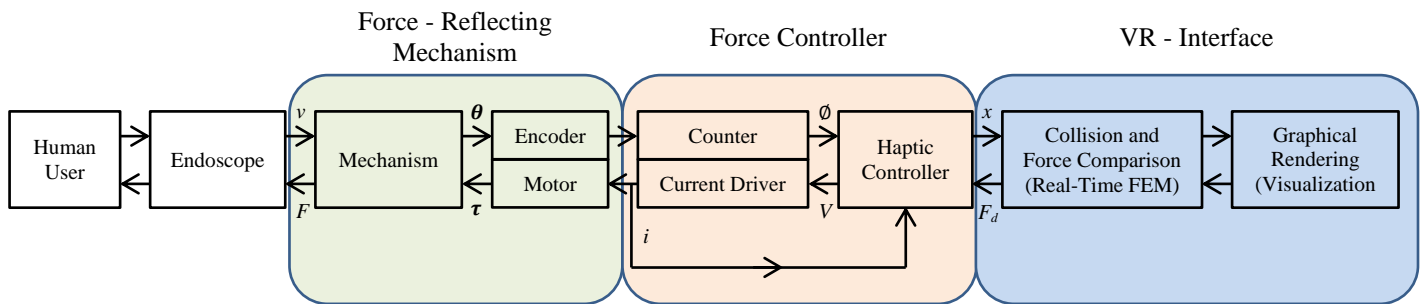 Force - Reflecting
Mechanism
Force Controller
VR - Interface
Human
User
Endoscope
v
F
Mechanism
θ
τ
Encoder
Motor
Counter
Current Driver
i
∅
V
Haptic
Controller
x
F_d
Collision and
Force Comparison
(Real-Time FEM)
Graphical
Rendering
(Visualization